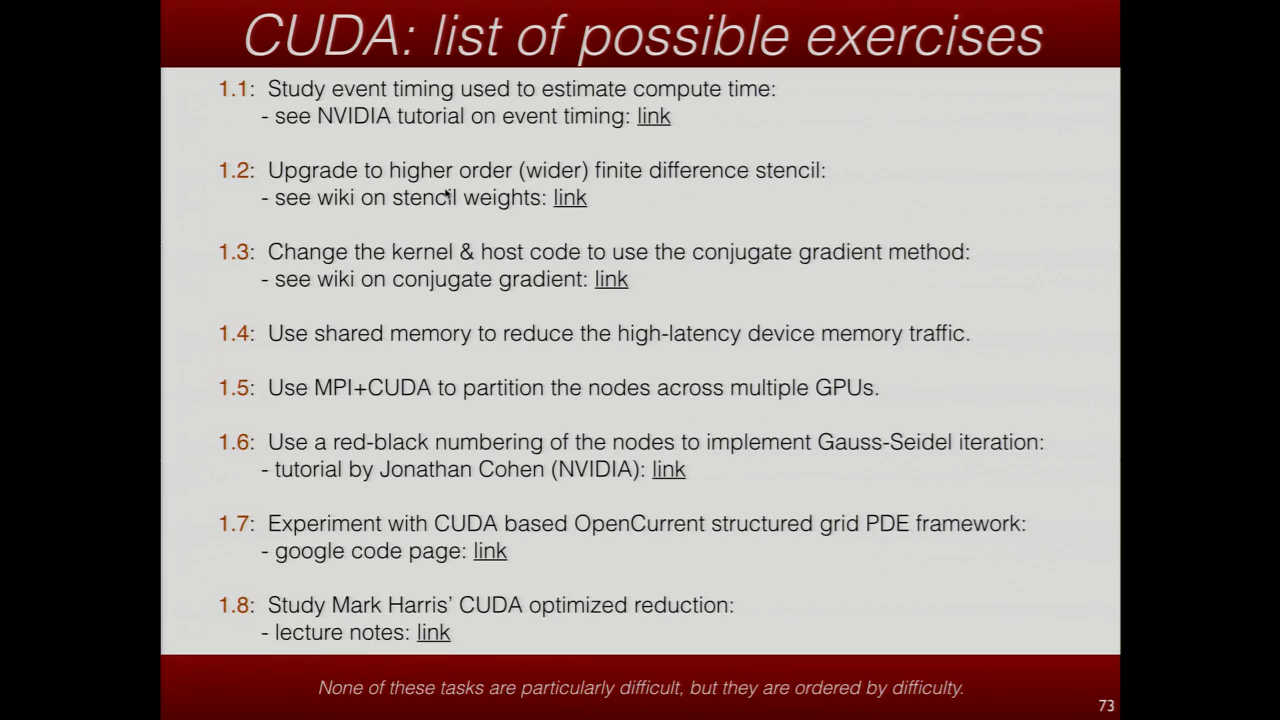 CUDA: list of possible exercises
1.1: Study event timing used to estimate compute time:
- see NVIDIA tutorial on event timing: link
1.2: Upgrade to higher order (wider) finite difference stencil:
- see wiki on stencil weights: link
1.3: Change the kernel & host code to use the conjugate gradient method:
- see wiki on conjugate gradient: link
1.4: Use shared memory to reduce the high-latency device memory traffic.
1.5: Use MPI+CUDA to partition the nodes across multiple GPUs.
1.6: Use a red-black numbering of the nodes to implement Gauss-Seidel iteration:
- tutorial by Jonathan Cohen (NVIDIA): link
1.7: Experiment with CUDA based OpenCurrent structured grid PDE framework:
- google code page: link
1.8: Study Mark Harris’ CUDA optimized reduction:
- lecture notes: link
None of these tasks are particularly difficult, but they are ordered by difficulty.
73